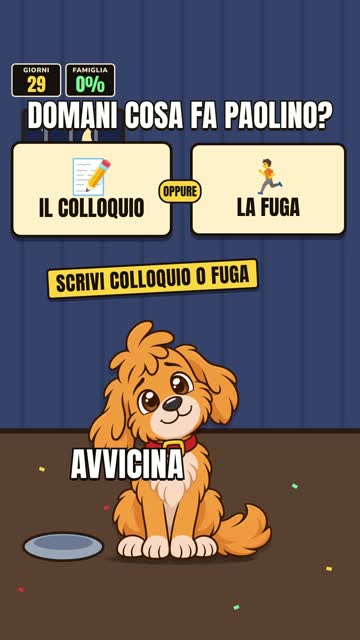 GIORNI
29
FAMIGLIA
0%
DOMANI COSA FA PAOLINO?
IL COLLOQUIO
OPPURE
LA FUGA
SCRIVI COLLOQUIO O FUGA
AVVICINA